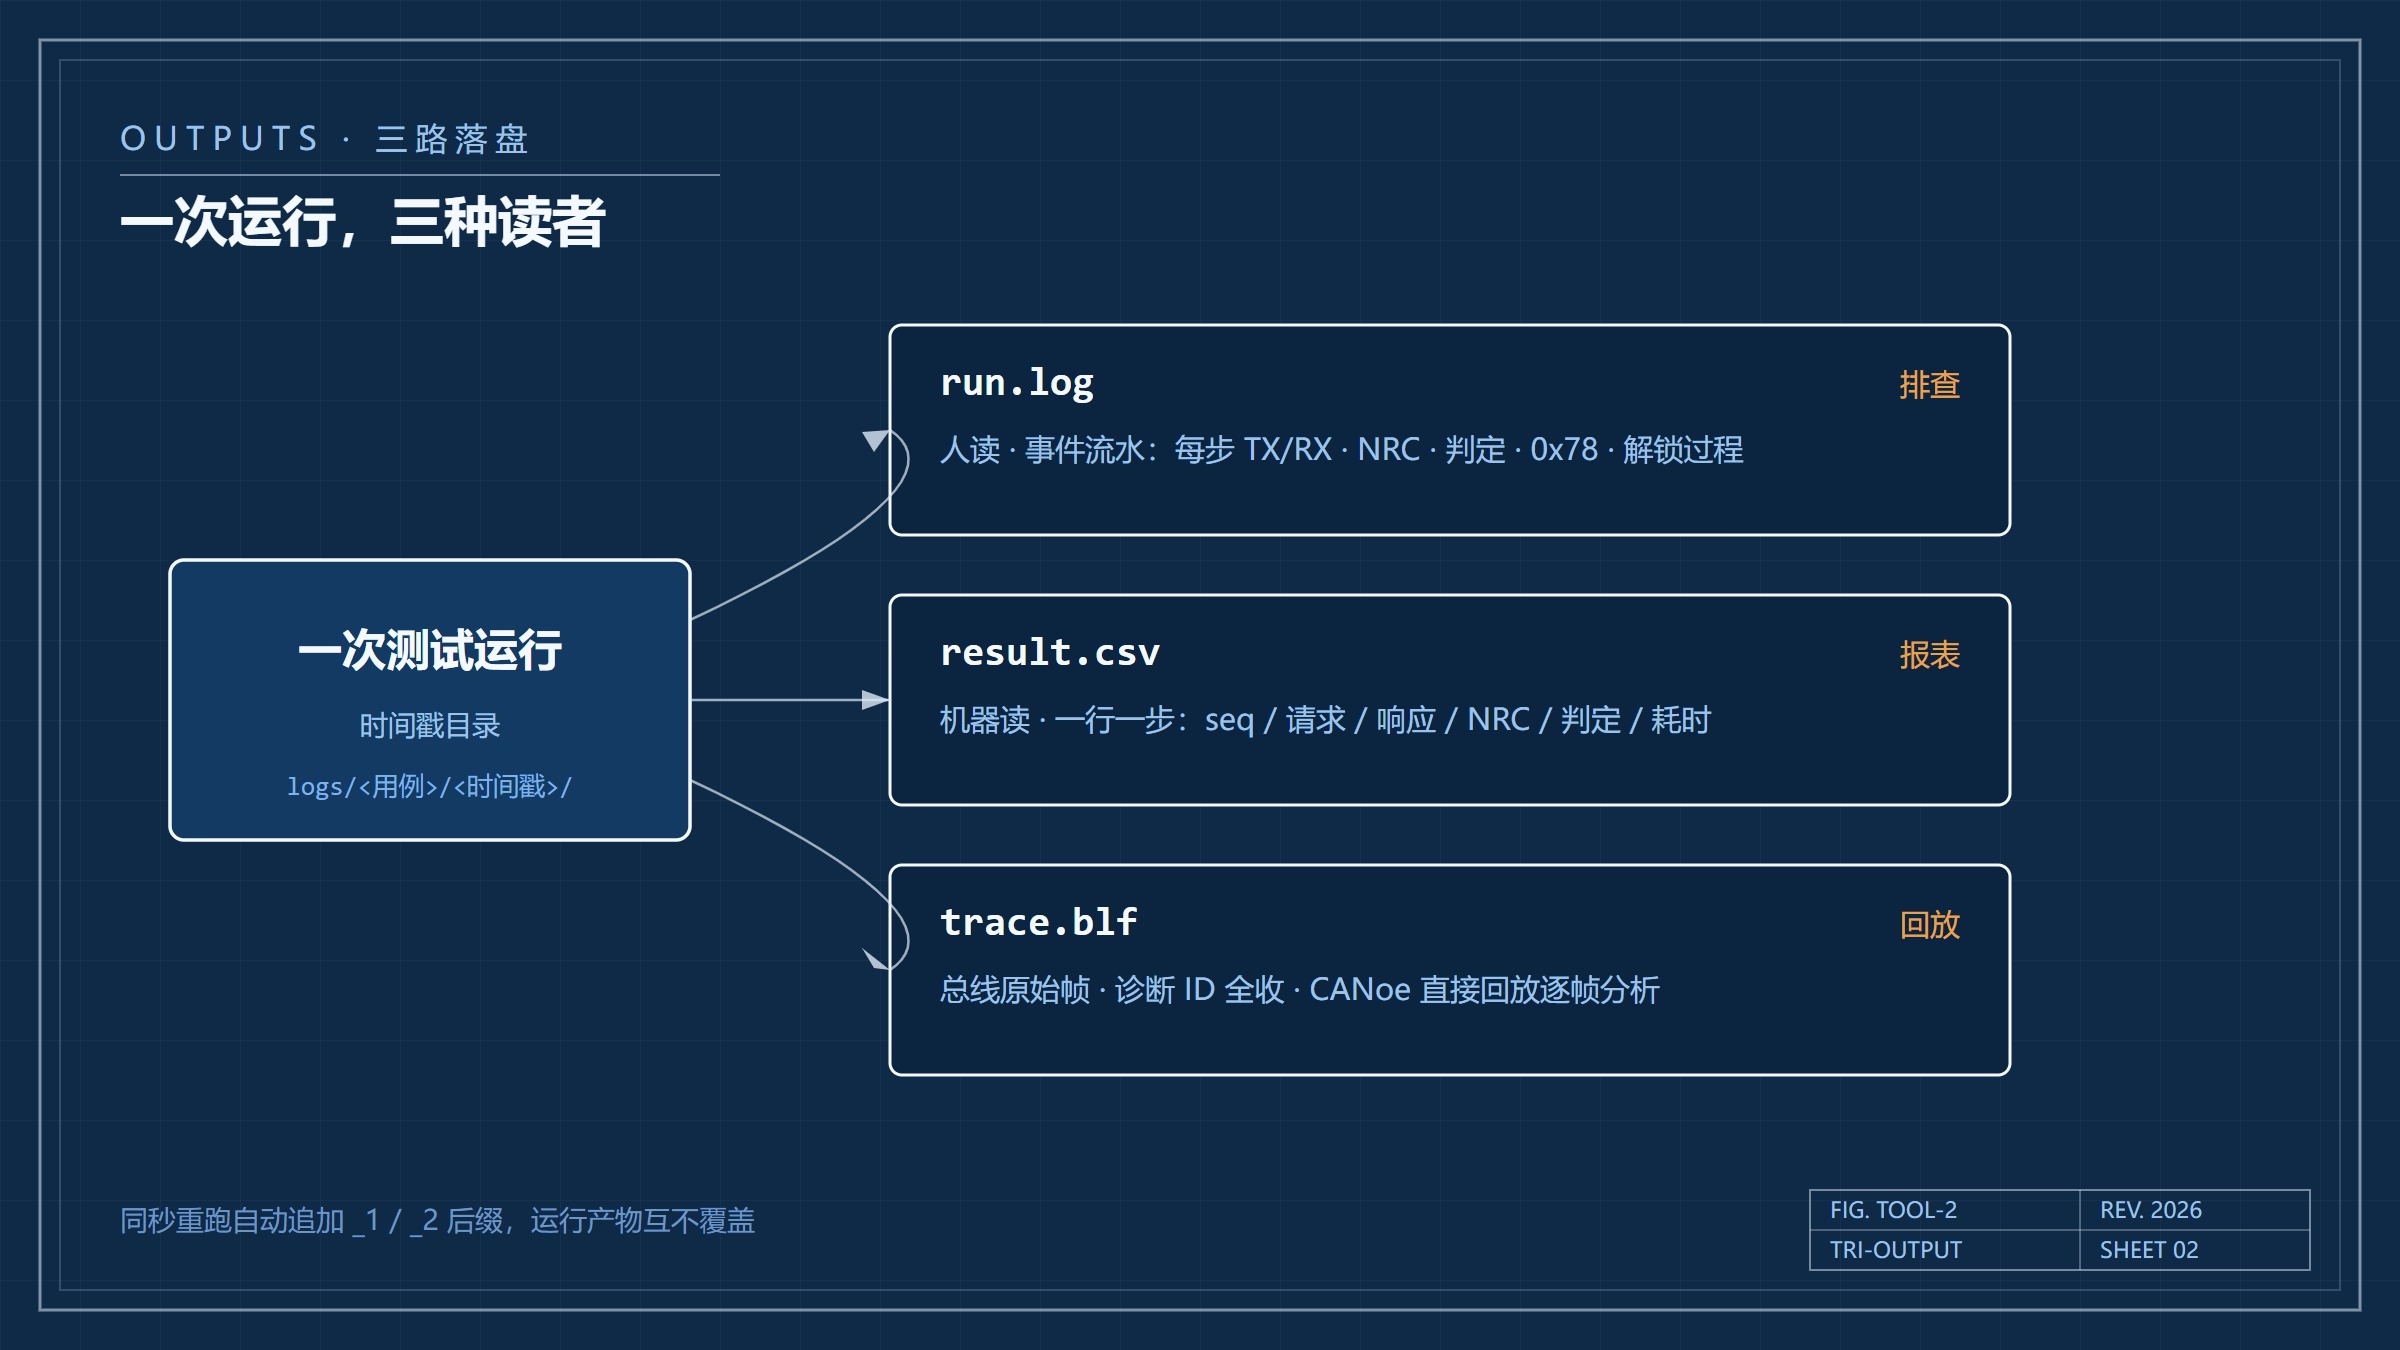 OUTPUTS · 三路落盘
一次运行，三种读者
run.log
排查
人读 · 事件流水：每步 TX/RX · NRC · 判定 · 0x78 · 解锁过程
一次测试运行
时间戳目录
logs/<用例>/<时间戳>/
result.csv
报表
机器读 · 一行一步：seq / 请求 / 响应 / NRC / 判定 / 耗时
trace.blf
回放
总线原始帧 · 诊断 ID 全收 · CANoe 直接回放逐帧分析
同秒重跑自动追加 _1 / _2 后缀，运行产物互不覆盖
FIG. TOOL-2
REV. 2026
TRI-OUTPUT
SHEET 02